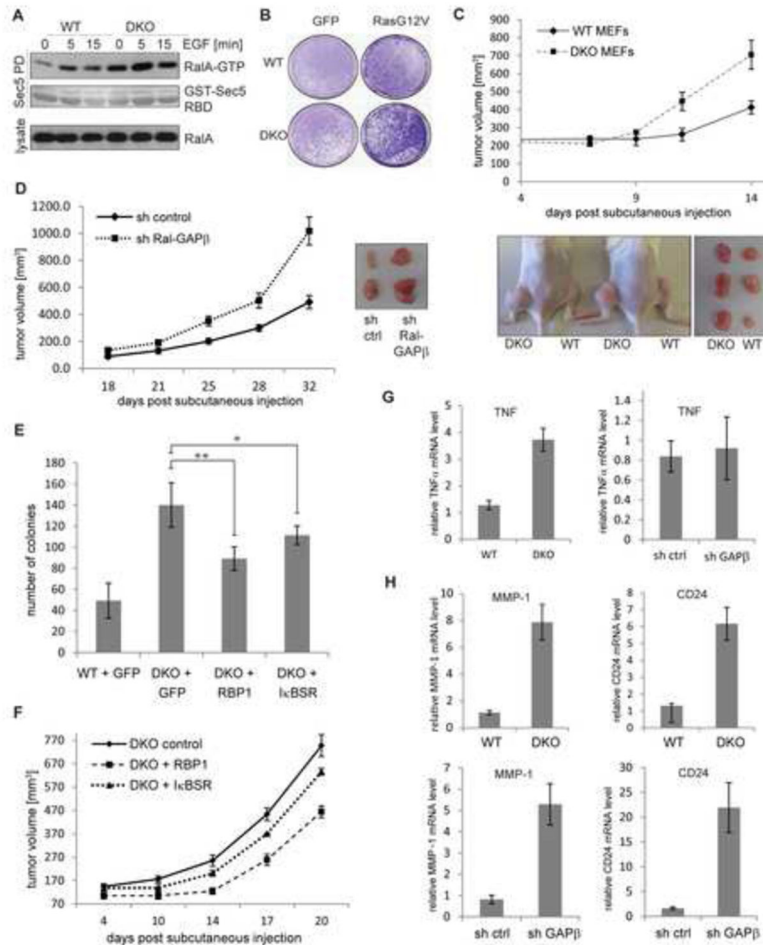 A
WT DKO
0 5 15 0 5 15 EGF [min]
Sec5 PD
RalA-GTP
GST-Sec5
RBD
lysate
RalA
B
GFP RasG12V
WT
DKO
C
WT MEFs
DKO MEFs
tumor volume [mm³]
900
800
700
600
500
400
300
200
4 9 14
days post subcutaneous injection
DKO WT DKO WT
DKO WT
D
sh control
sh Ral-GAPβ
tumor volume [mm³]
1200.0
1000.0
800.0
600.0
400.0
200.0
0.0
18 21 25 28 32
days post subcutaneous injection
sh ctrl
sh Ral-GAPβ
E
number of colonies
180
160
140
120
100
80
60
40
20
0
* 
**
WT + GFP
DKO + GFP
DKO + RBP1
DKO + IκBSR
F
DKO control
DKO + RBP1
DKO + IκBSR
tumor volume [mm³]
770
670
570
470
370
270
170
70
4 10 14 17 20
days post subcutaneous injection
G
TNF
relative TNFα mRNA level
5
4
3
2
1
0
WT DKO
TNF
relative TNFα mRNA level
1.4
1.2
1
0.8
0.6
0.4
0.2
0
sh ctrl sh GAPβ
H
MMP-1
relative MMP-1 mRNA level
10
8
6
4
2
0
WT DKO
CD24
relative CD24 mRNA level
8
7
6
5
4
3
2
1
0
WT DKO
MMP-1
relative MMP-1 mRNA level
7
6
5
4
3
2
1
0
sh ctrl sh GAPβ
CD24
relative CD24 mRNA level
30
25
20
15
10
5
0
sh ctrl sh GAPβ